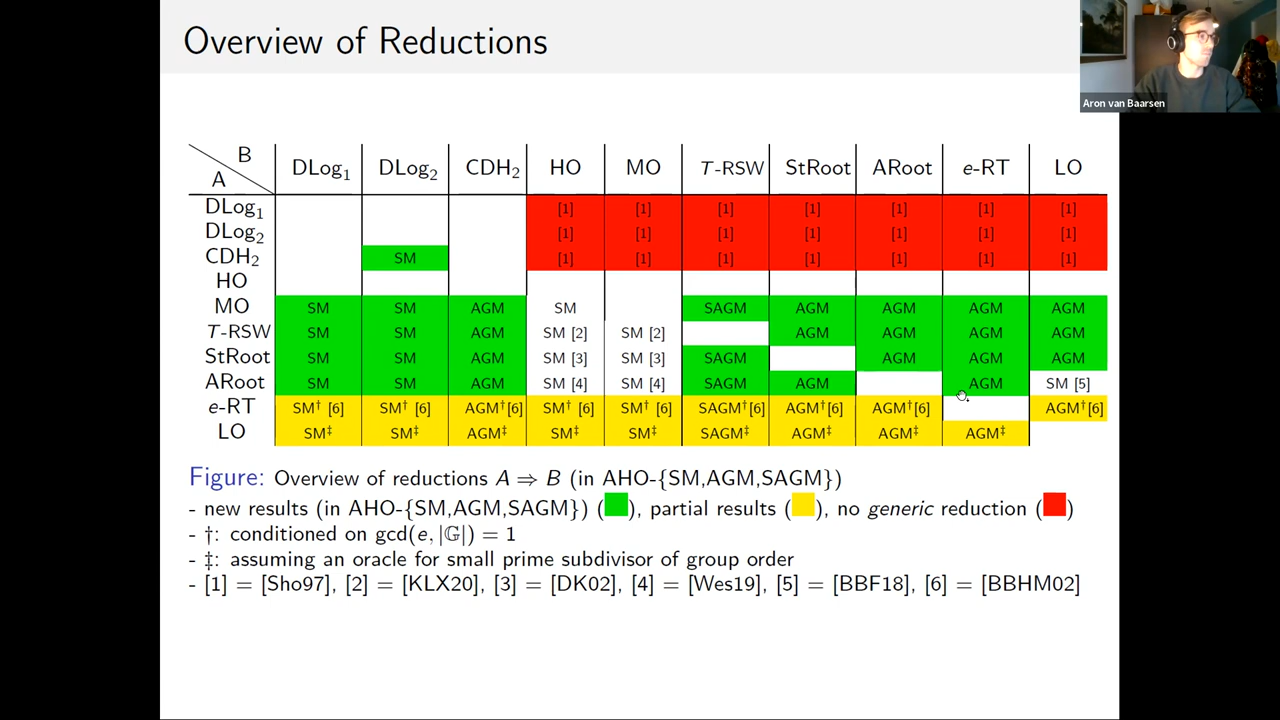 Overview of Reductions
Aron van Baarsen
B
A
DLog₁ DLog₂ CDH₂ HO MO T-RSW StRoot ARoot e-RT LO
DLog₁ [1] [1] [1] [1] [1] [1] [1]
DLog₂ [1] [1] [1] [1] [1] [1] [1]
CDH₂ SM [1] [1] [1] [1] [1] [1] [1]
HO
MO SM SM AGM SM SAGM AGM AGM AGM AGM
T-RSW SM SM AGM SM [2] SM [2] AGM AGM AGM AGM
StRoot SM SM AGM SM [3] SM [3] SAGM AGM AGM AGM
ARoot SM SM AGM SM [4] SM [4] SAGM AGM AGM SM [5]
e-RT SM† [6] SM† [6] AGM†[6] SM† [6] SM† [6] SAGM†[6] AGM†[6] AGM†[6] AGM†[6]
LO SM‡ SM‡ AGM‡ SM‡ SM‡ SAGM‡ AGM‡ AGM‡ AGM‡
Figure: Overview of reductions A ⇒ B (in AHO-{SM,AGM,SAGM})
- new results (in AHO-{SM,AGM,SAGM}) ( ), partial results ( ), no generic reduction ( )
- †: conditioned on gcd(e, |𝔾|) = 1
- ‡: assuming an oracle for small prime subdivisor of group order
- [1] = [Sho97], [2] = [KLX20], [3] = [DK02], [4] = [Wes19], [5] = [BBF18], [6] = [BBHM02]